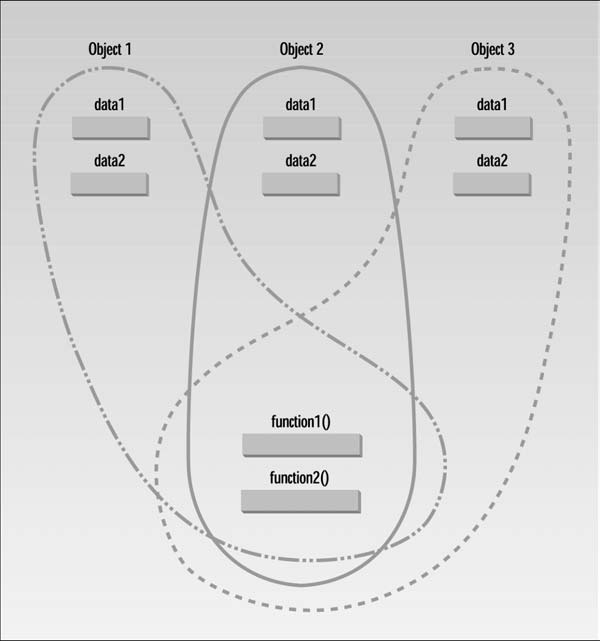 Object 1 Object 2 Object 3
data1 data1 data1
data2 data2 data2
function1()
function2()